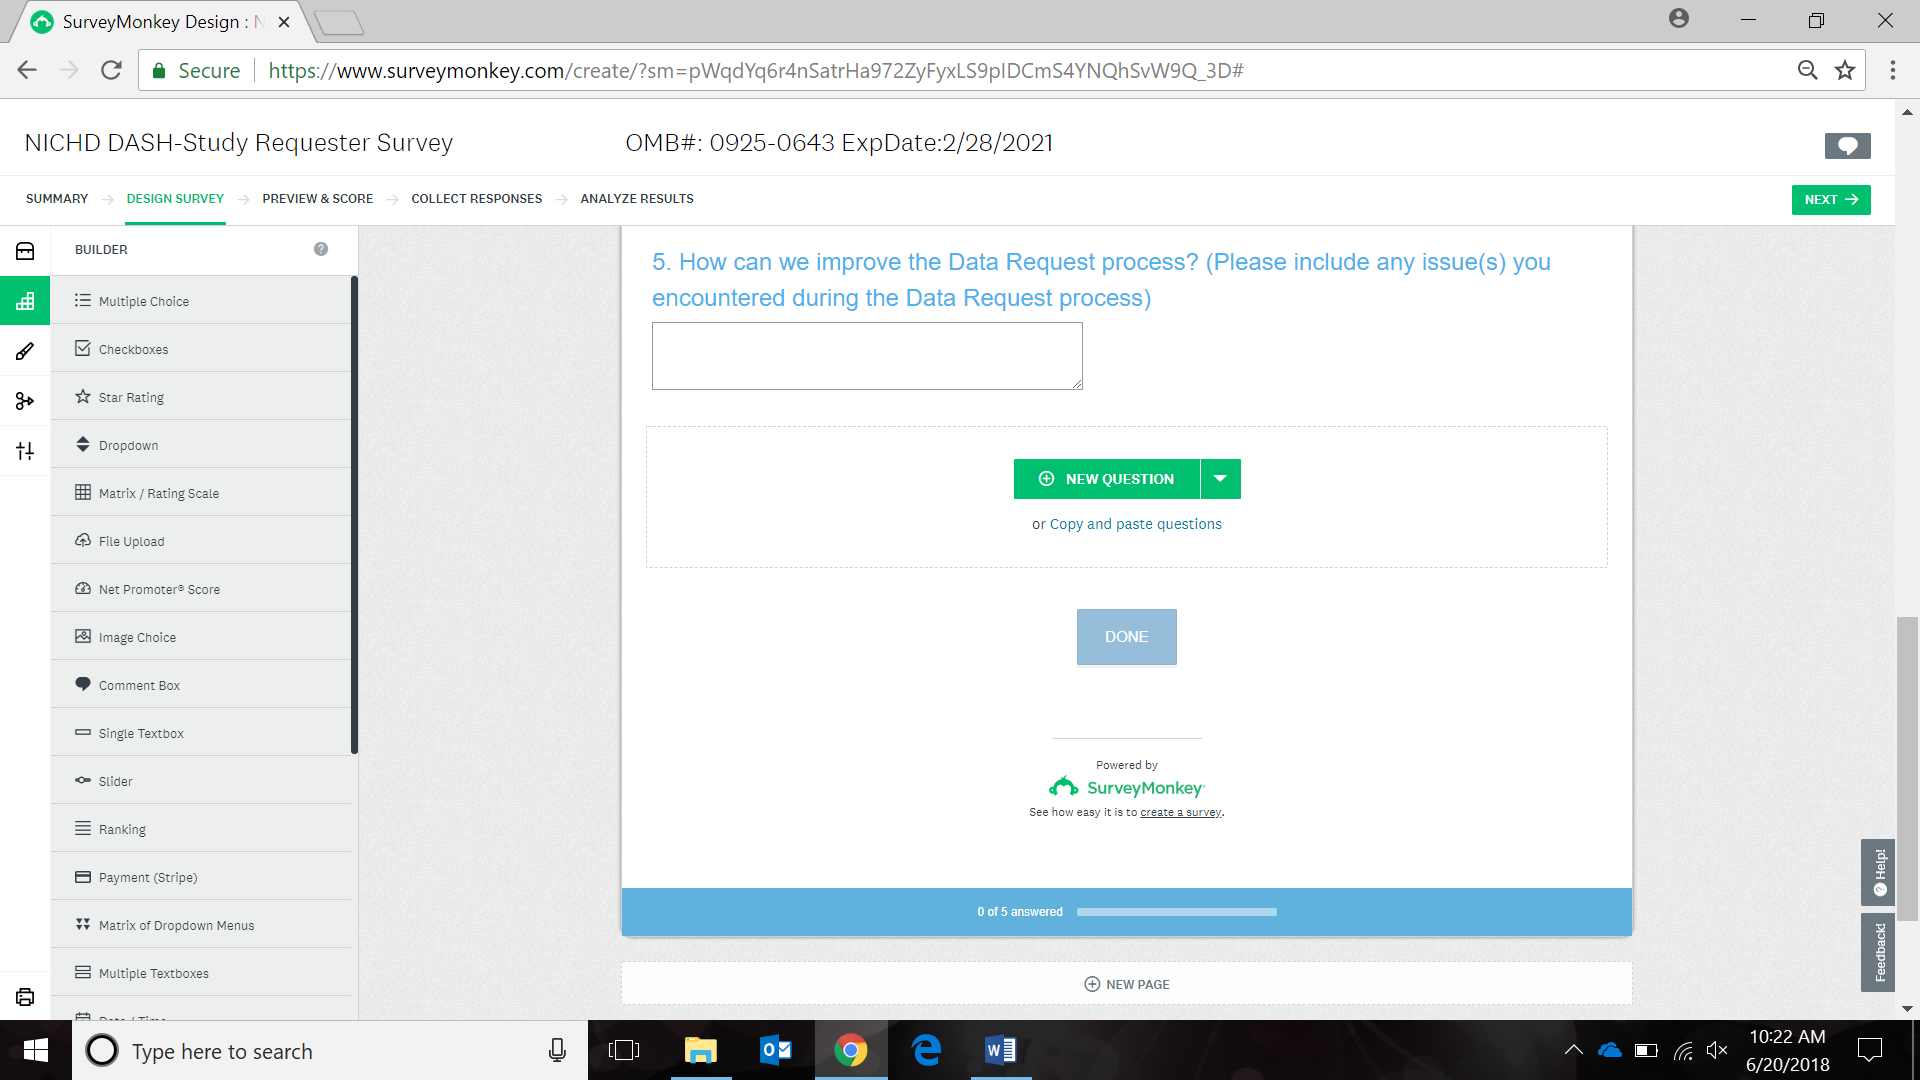 SurveyMonkey Design :
Secure
https://www.surveymonkey.com/create/?sm=pWqdYq6r4nSatrHa972ZyFyxLS9pIDCmS4YNQhSvW9Q_3D#
NICHD DASH-Study Requester Survey
OMB#: 0925-0643 ExpDate:2/28/2021
SUMMARY
DESIGN SURVEY
PREVIEW & SCORE
COLLECT RESPONSES
ANALYZE RESULTS
NEXT
BUILDER
?
Multiple Choice
Checkboxes
Star Rating
Dropdown
Matrix / Rating Scale
File Upload
Net Promoter® Score
Image Choice
Comment Box
Single Textbox
Slider
Ranking
Payment (Stripe)
Matrix of Dropdown Menus
Multiple Textboxes
Date / Time
5. How can we improve the Data Request process? (Please include any issue(s) you
encountered during the Data Request process)
NEW QUESTION
or Copy and paste questions
DONE
Powered by
SurveyMonkey
See how easy it is to create a survey.
0 of 5 answered
NEW PAGE
? Help!
Feedback!
Type here to search
10:22 AM
6/20/2018